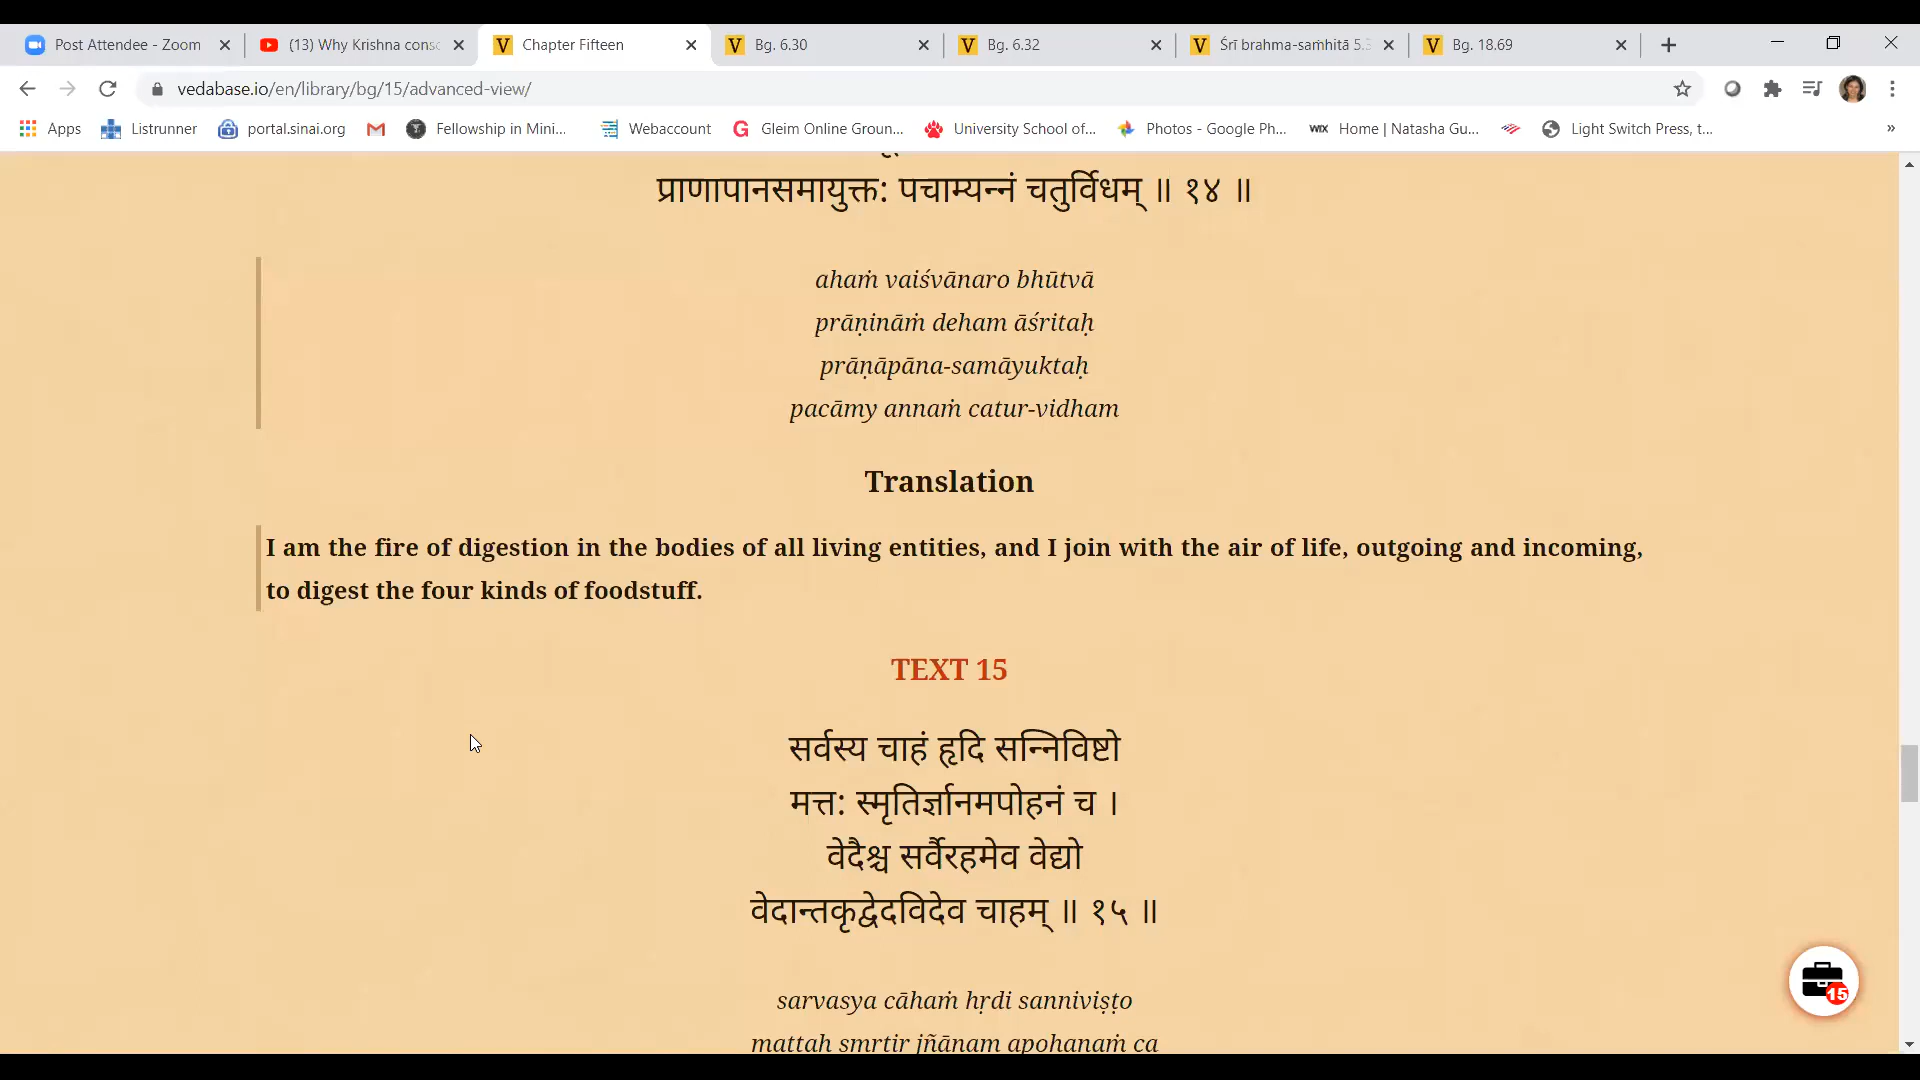 Post Attendee - Zoom
(13) Why Krishna consc
Chapter Fifteen
Bg. 6.30
Bg. 6.32
Śrī brahma-saṁhitā 5.3
Bg. 18.69
vedabase.io/en/library/bg/15/advanced-view/
Apps
Listrunner
portal.sinai.org
Fellowship in Mini...
Webaccount
Gleim Online Groun...
University School of...
Photos - Google Ph...
WIX
Home | Natasha Gu...
Light Switch Press, t...
»
प्राणापानसमायुक्त: पचाम्यन्नं चतुर्विधम् ॥ १४ ॥
ahaṁ vaiśvānaro bhūtvā
prāṇināṁ deham āśritaḥ
prāṇāpāna-samāyuktaḥ
pacāmy annaṁ catur-vidham
Translation
I am the fire of digestion in the bodies of all living entities, and I join with the air of life, outgoing and incoming,
to digest the four kinds of foodstuff.
TEXT 15
सर्वस्य चाहं हृदि सन्निविष्टो
मत्त: स्मृतिर्ज्ञानमपोहनं च ।
वेदैश्च सर्वैरहमेव वेद्यो
वेदान्तकृद्वेदविदेव चाहम् ॥ १५ ॥
15
sarvasya cāhaṁ hṛdi sanniviṣṭo
mattaḥ smṛtir jñānam apohanaṁ ca